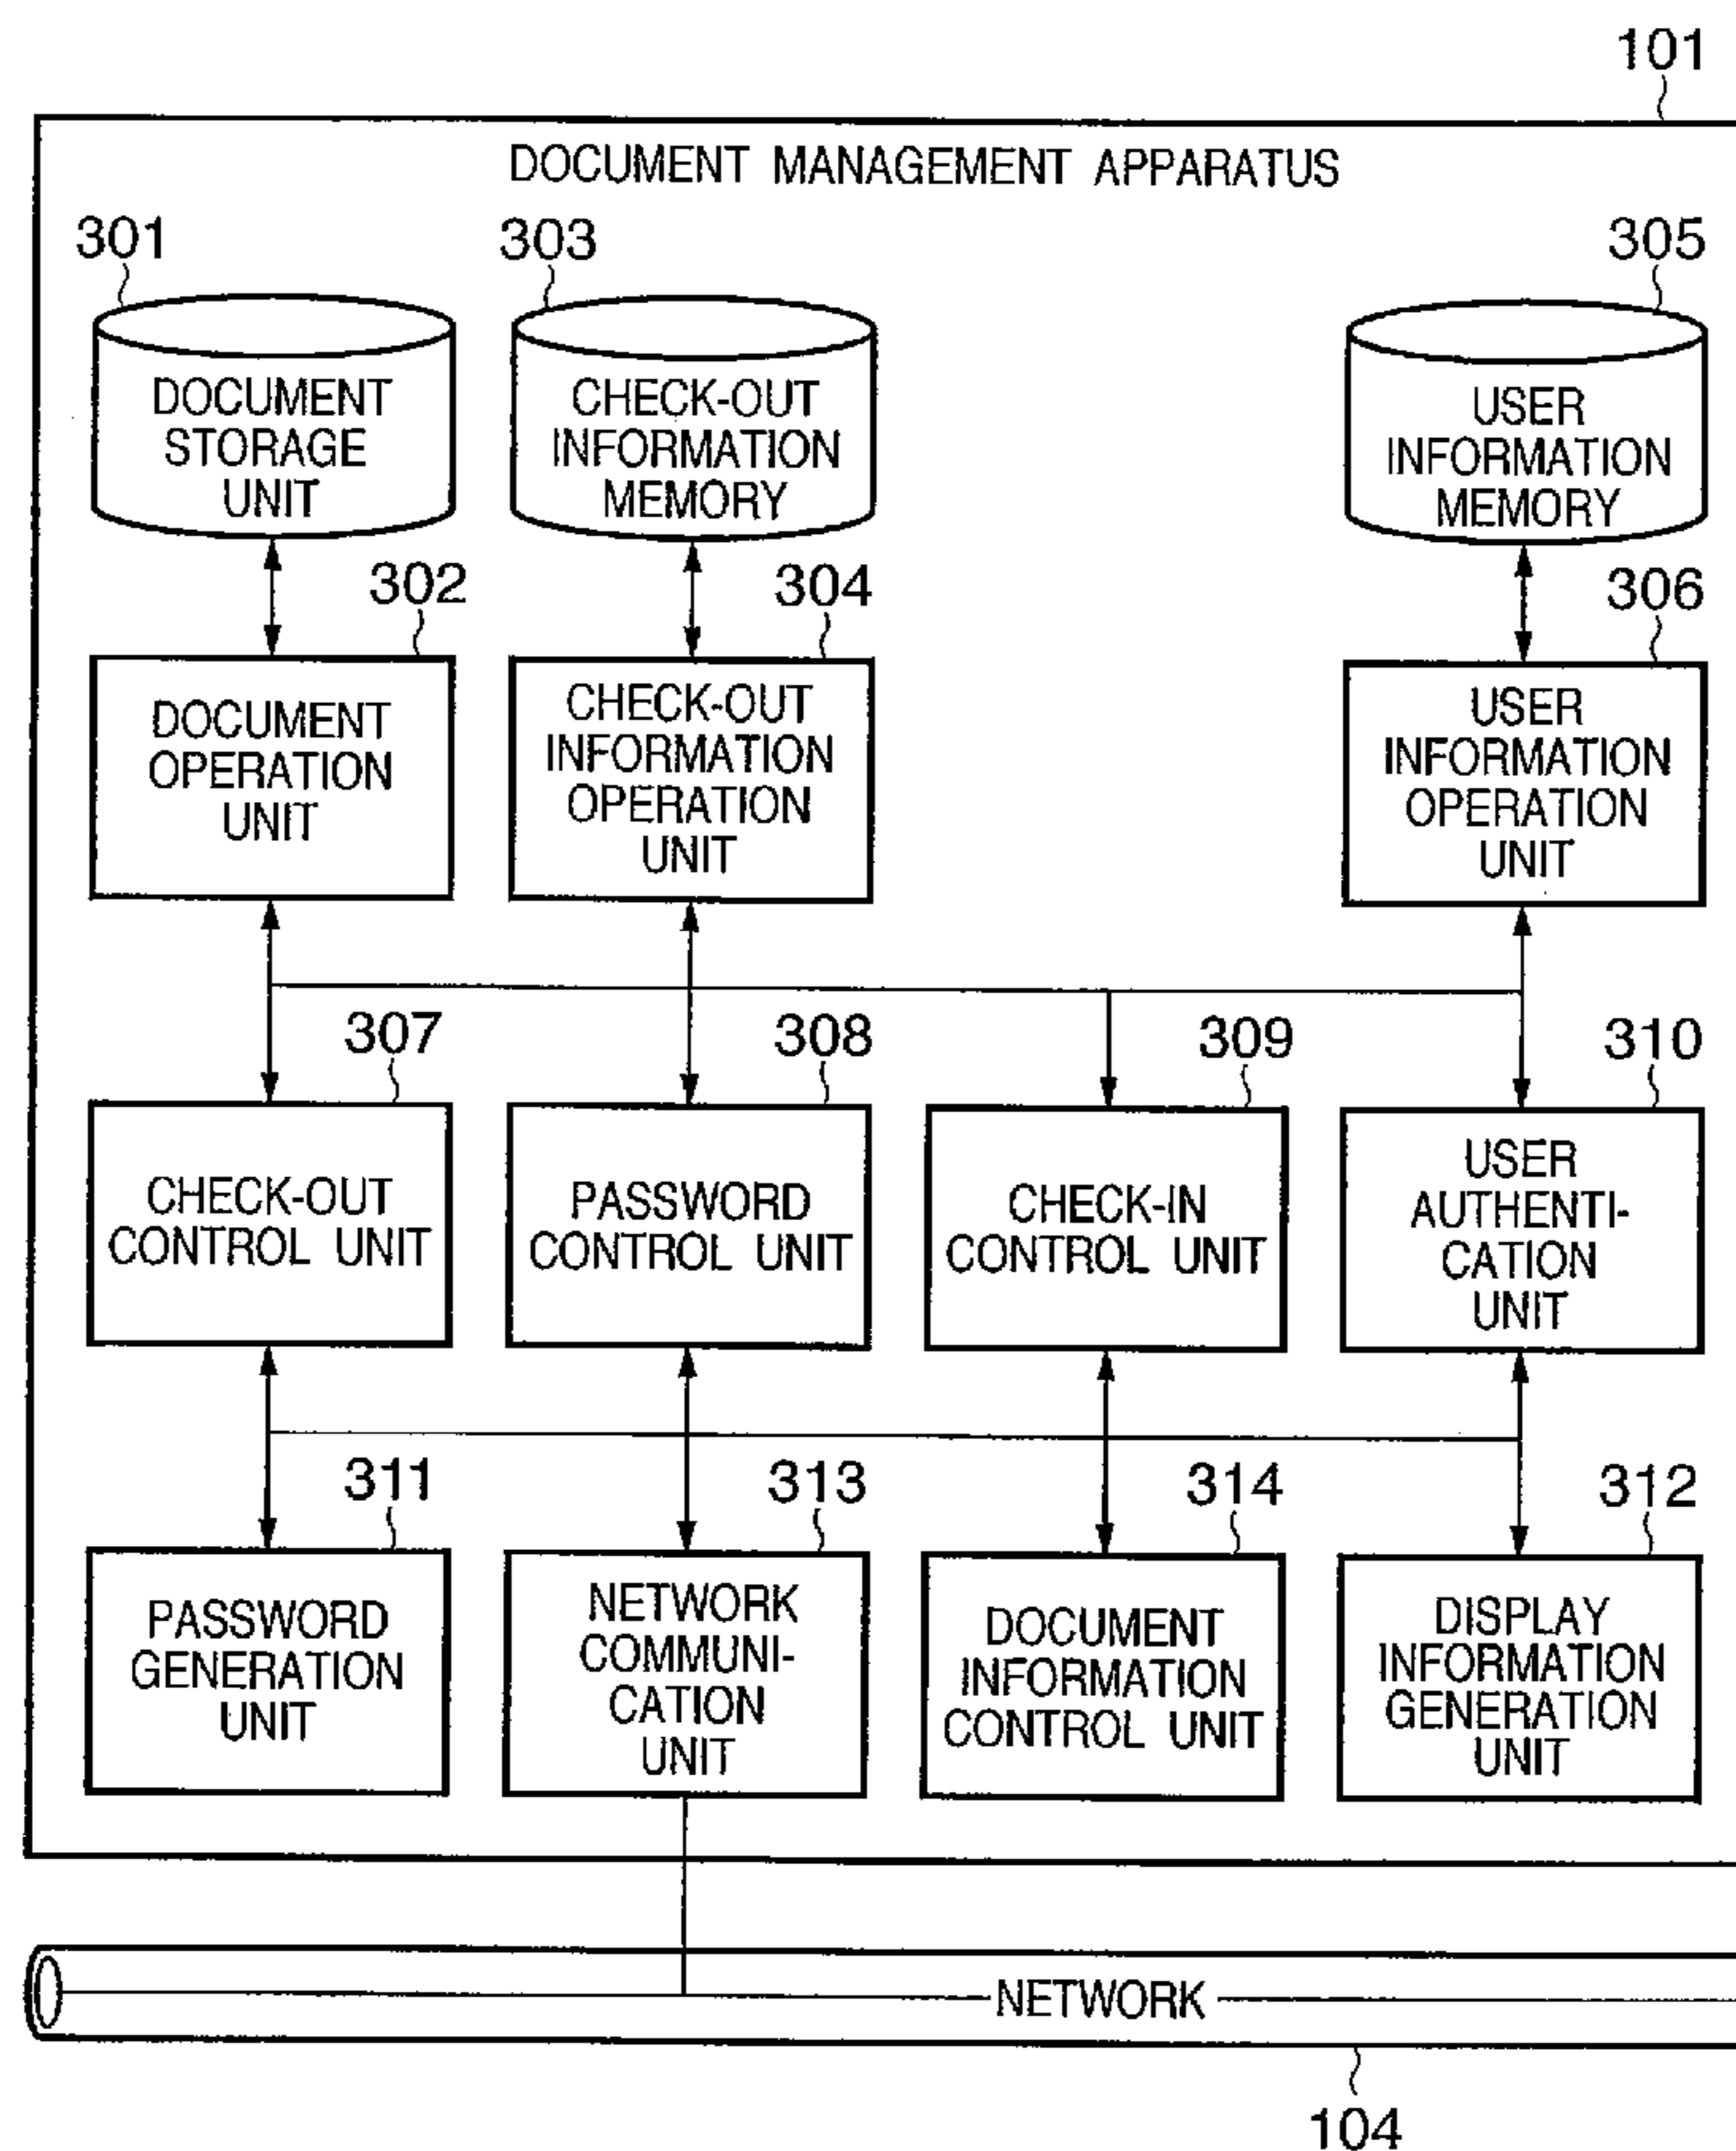 101
DOCUMENT MANAGEMENT APPARATUS
301
303
305
DOCUMENT
STORAGE
UNIT
CHECK-OUT
INFORMATION
MEMORY
USER
INFORMATION
MEMORY
302
304
306
DOCUMENT
OPERATION
UNIT
CHECK-OUT
INFORMATION
OPERATION
UNIT
USER
INFORMATION
OPERATION
UNIT
307
308
309
310
CHECK-OUT
CONTROL UNIT
PASSWORD
CONTROL UNIT
CHECK-IN
CONTROL UNIT
USER
AUTHENTI-
CATION
UNIT
311
313
314
312
PASSWORD
GENERATION
UNIT
NETWORK
COMMUNI-
CATION
UNIT
DOCUMENT
INFORMATION
CONTROL UNIT
DISPLAY
INFORMATION
GENERATION
UNIT
NETWORK
104